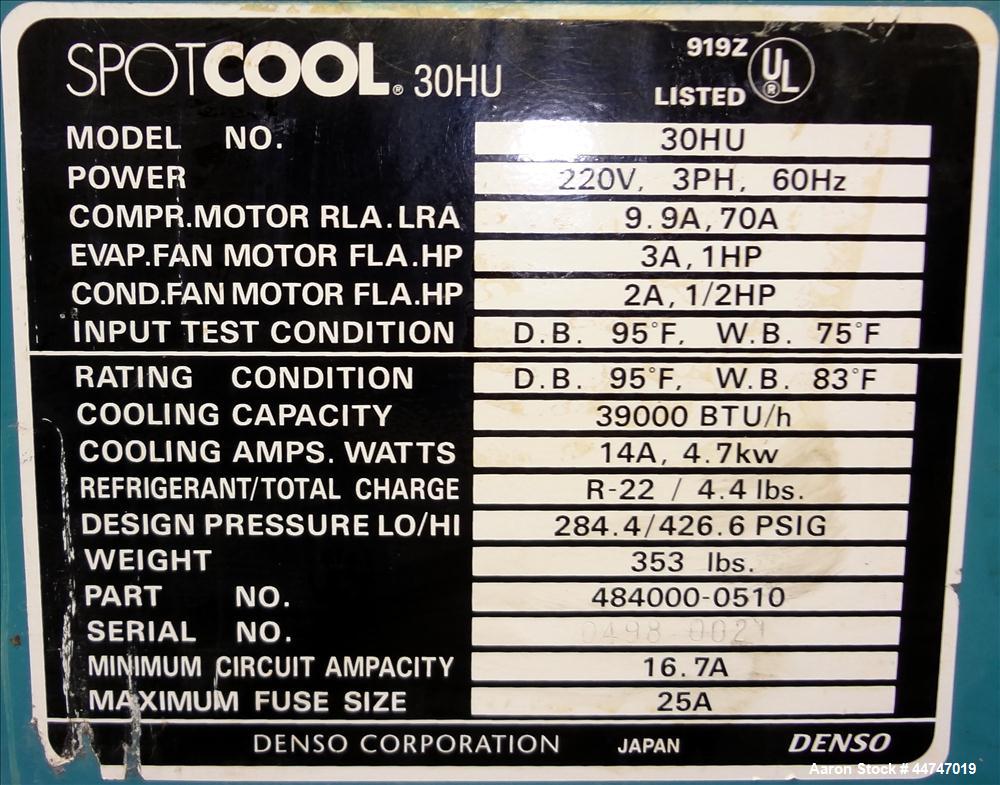 SPOTCOOL® 30HU
919Z
LISTED
UL®
MODEL NO. 30HU
POWER 220V, 3PH, 60Hz
COMPR.MOTOR RLA.LRA 9.9A,70A
EVAP.FAN MOTOR FLA.HP 3A,1HP
COND.FAN MOTOR FLA.HP 2A,1/2HP
INPUT TEST CONDITION D.B. 95°F, W.B. 75°F
RATING CONDITION D.B. 95°F, W.B. 83°F
COOLING CAPACITY 39000 BTU/h
COOLING AMPS. WATTS 14A, 4.7kw
REFRIGERANT/TOTAL CHARGE R-22 / 4.4 lbs.
DESIGN PRESSURE LO/HI 284.4/426.6 PSIG
WEIGHT 353 lbs.
PART NO. 484000-0510
SERIAL NO. 0498
MINIMUM CIRCUIT AMPACITY 16.7A
MAXIMUM FUSE SIZE 25A
DENSO CORPORATION JAPAN DENSO
Aaron Stock # 44747019